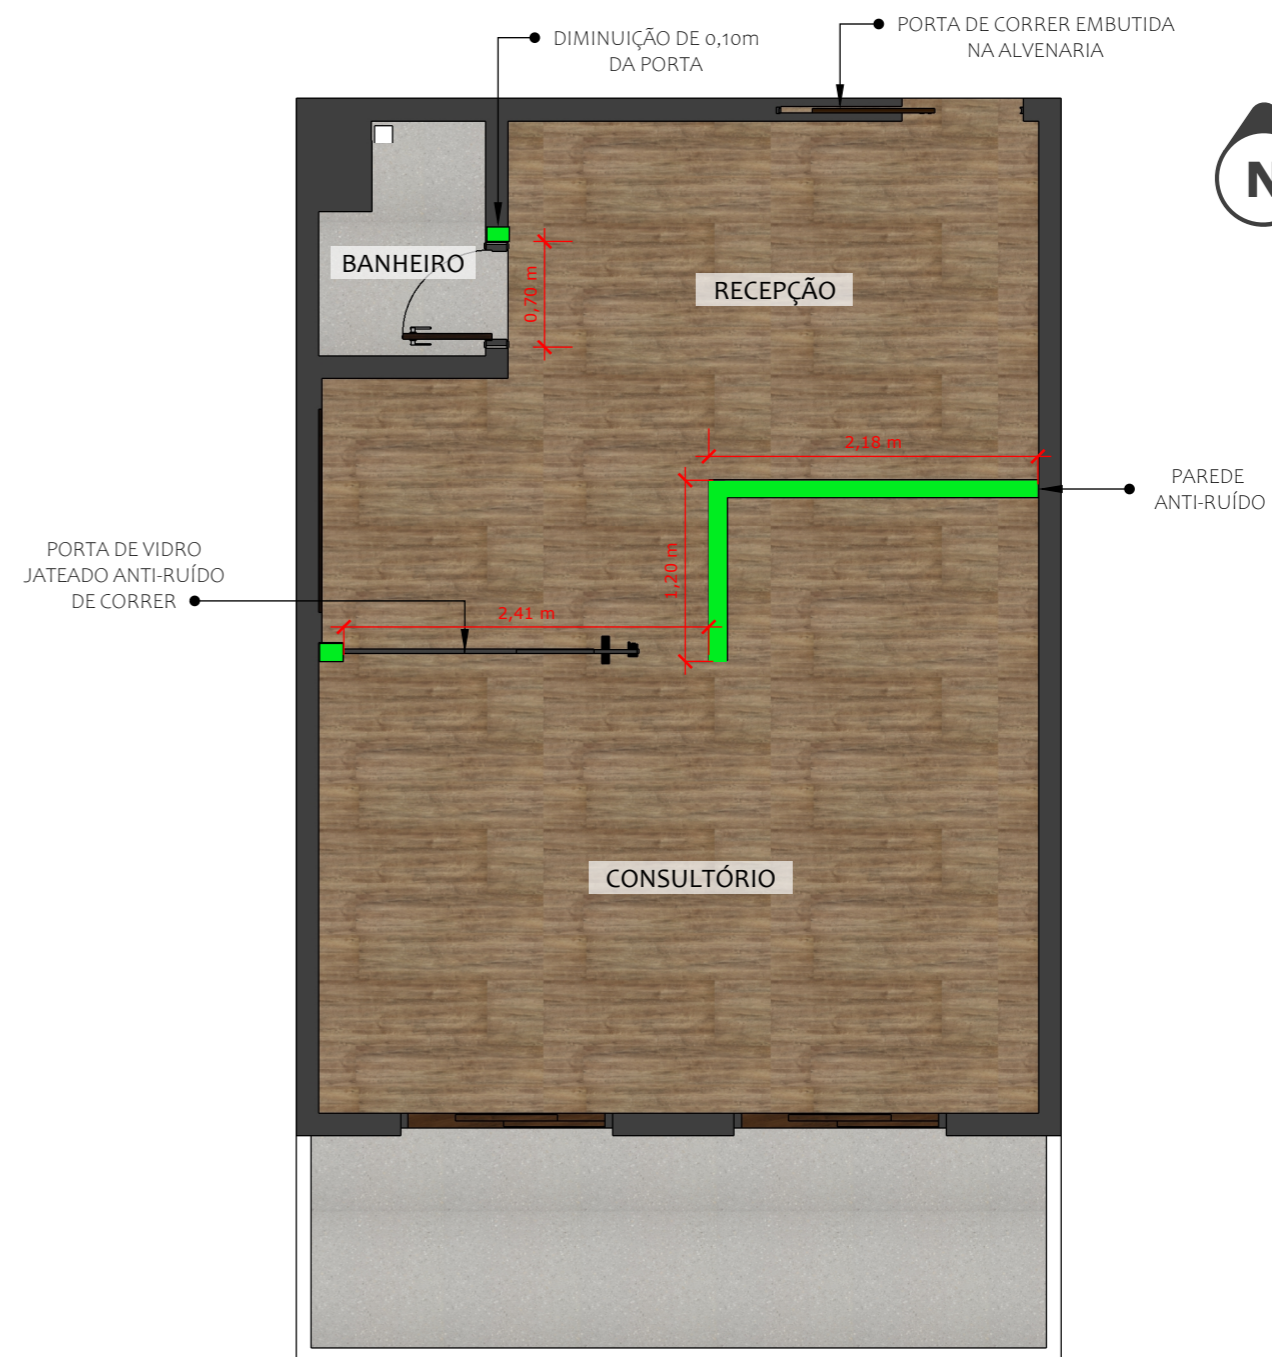 DIMINUIÇÃO DE 0,10m
DA PORTA
PORTA DE CORRER EMBUTIDA
NA ALVENARIA
N
BANHEIRO
0,70 m
RECEPÇÃO
2,18 m
PAREDE
ANTI-RUÍDO
1,20 m
PORTA DE VIDRO
JATEADO ANTI-RUÍDO
DE CORRER
2,41 m
CONSULTÓRIO